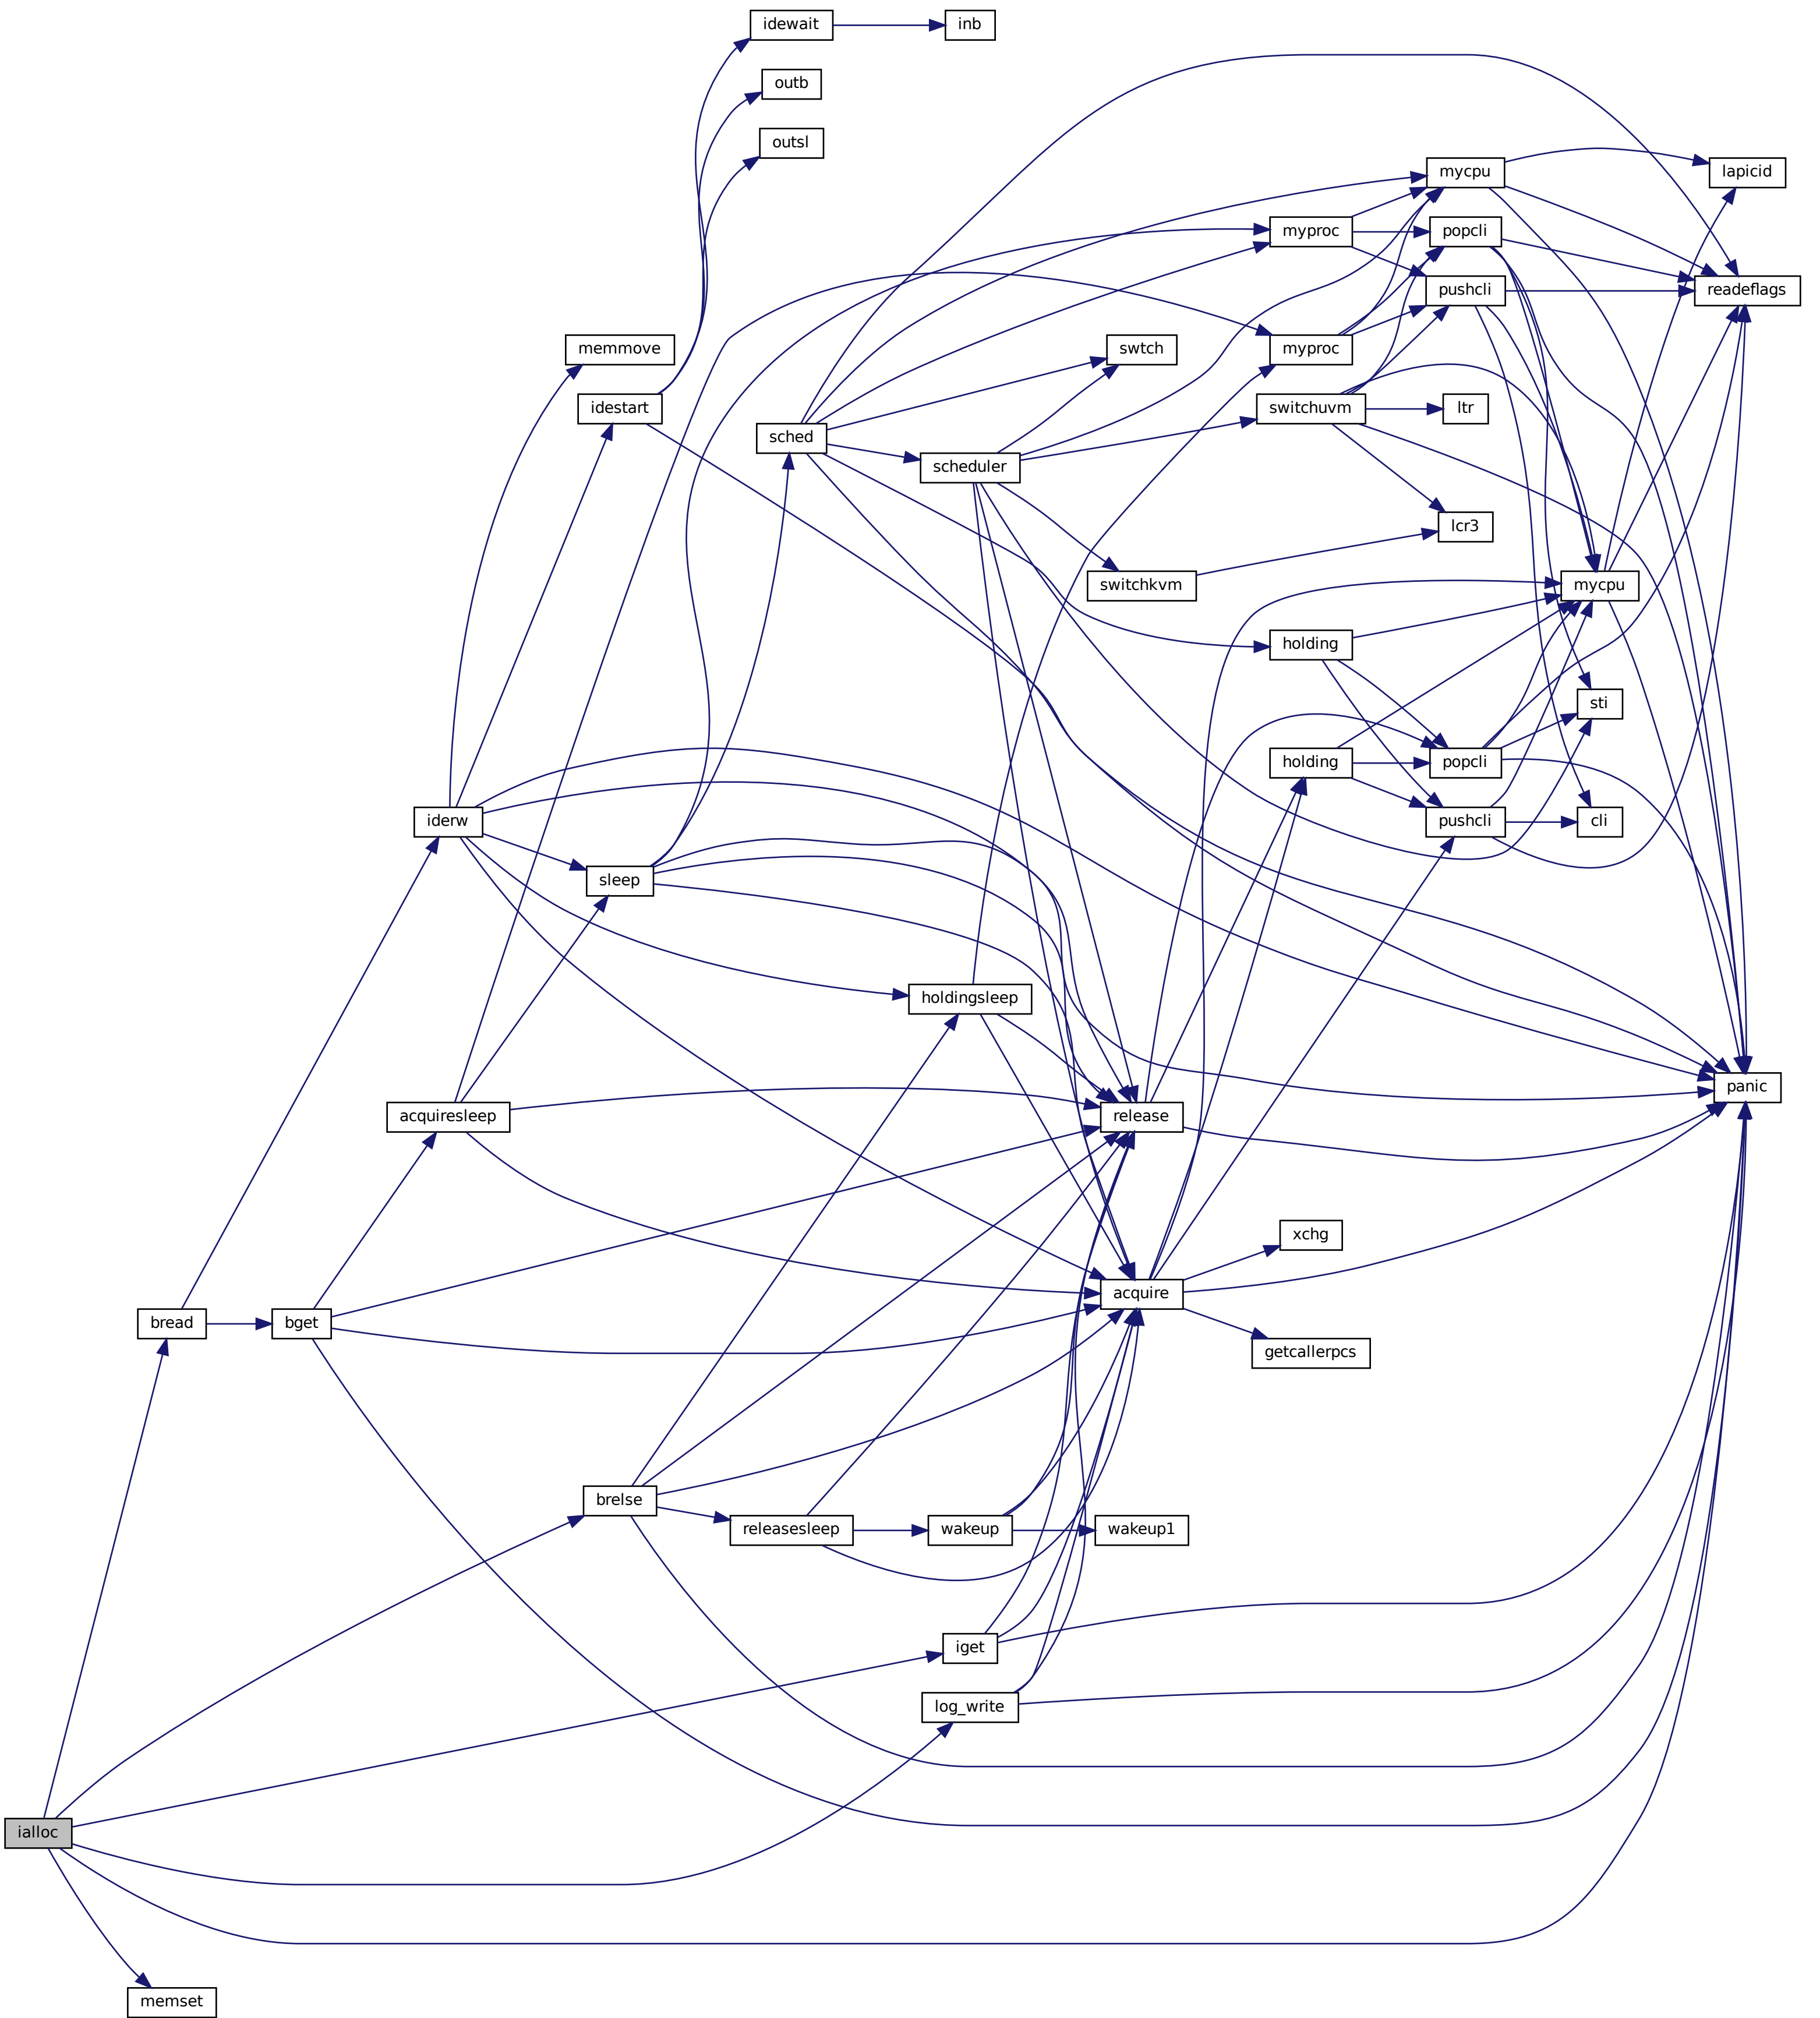 idewait
inb
outb
outsl
mycpu
lapicid
myproc
popcli
pushcli
readeflags
memmove
swtch
myproc
idestart
switchuvm
ltr
sched
scheduler
lcr3
switchkvm
mycpu
holding
sti
holding
popcli
iderw
pushcli
cli
sleep
holdingsleep
panic
acquiresleep
release
xchg
acquire
bread
bget
getcallerpcs
brelse
releasesleep
wakeup
wakeup1
iget
log_write
ialloc
memset